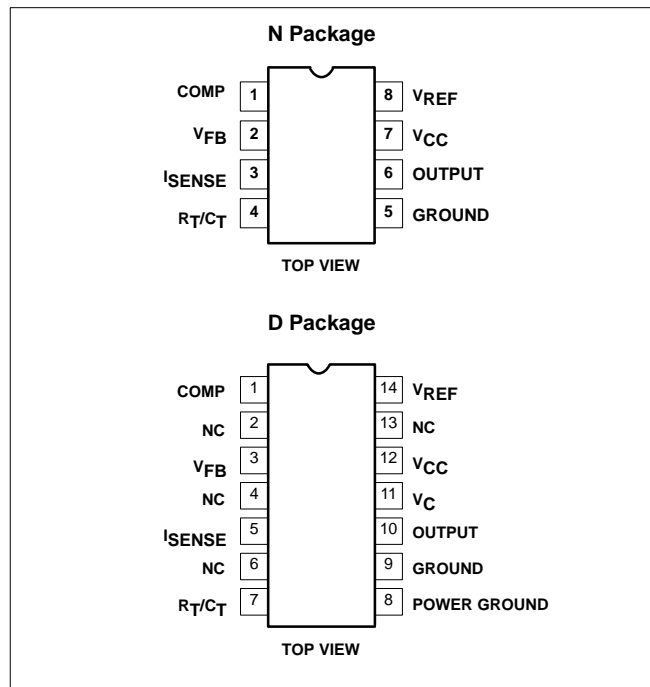 N Package
COMP 1 8 VREF
VFB 2 7 VCC
ISENSE 3 6 OUTPUT
RT/CT 4 5 GROUND
TOP VIEW
D Package
COMP 1 14 VREF
NC 2 13 NC
VFB 3 12 VCC
NC 4 11 VC
ISENSE 5 10 OUTPUT
NC 6 9 GROUND
RT/CT 7 8 POWER GROUND
TOP VIEW